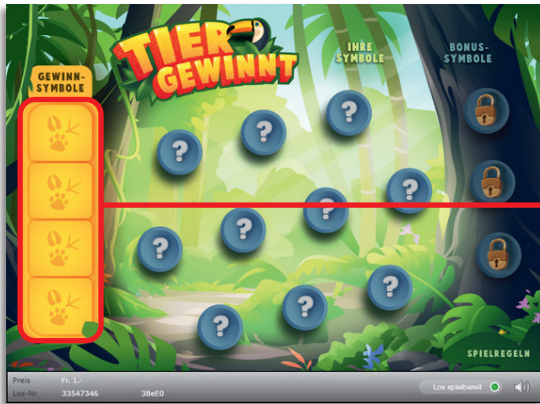 TIER-
GEWINNT
IHRE
SYMBOLE
BONUS-
SYMBOLE
GEWINN-
SYMBOLE
?
?
?
?
?
?
?
?
?
?
SPIELREGELN
Preis Fr. 1.-
Los spielbereit
Los-Nr. 33547346 38eE0